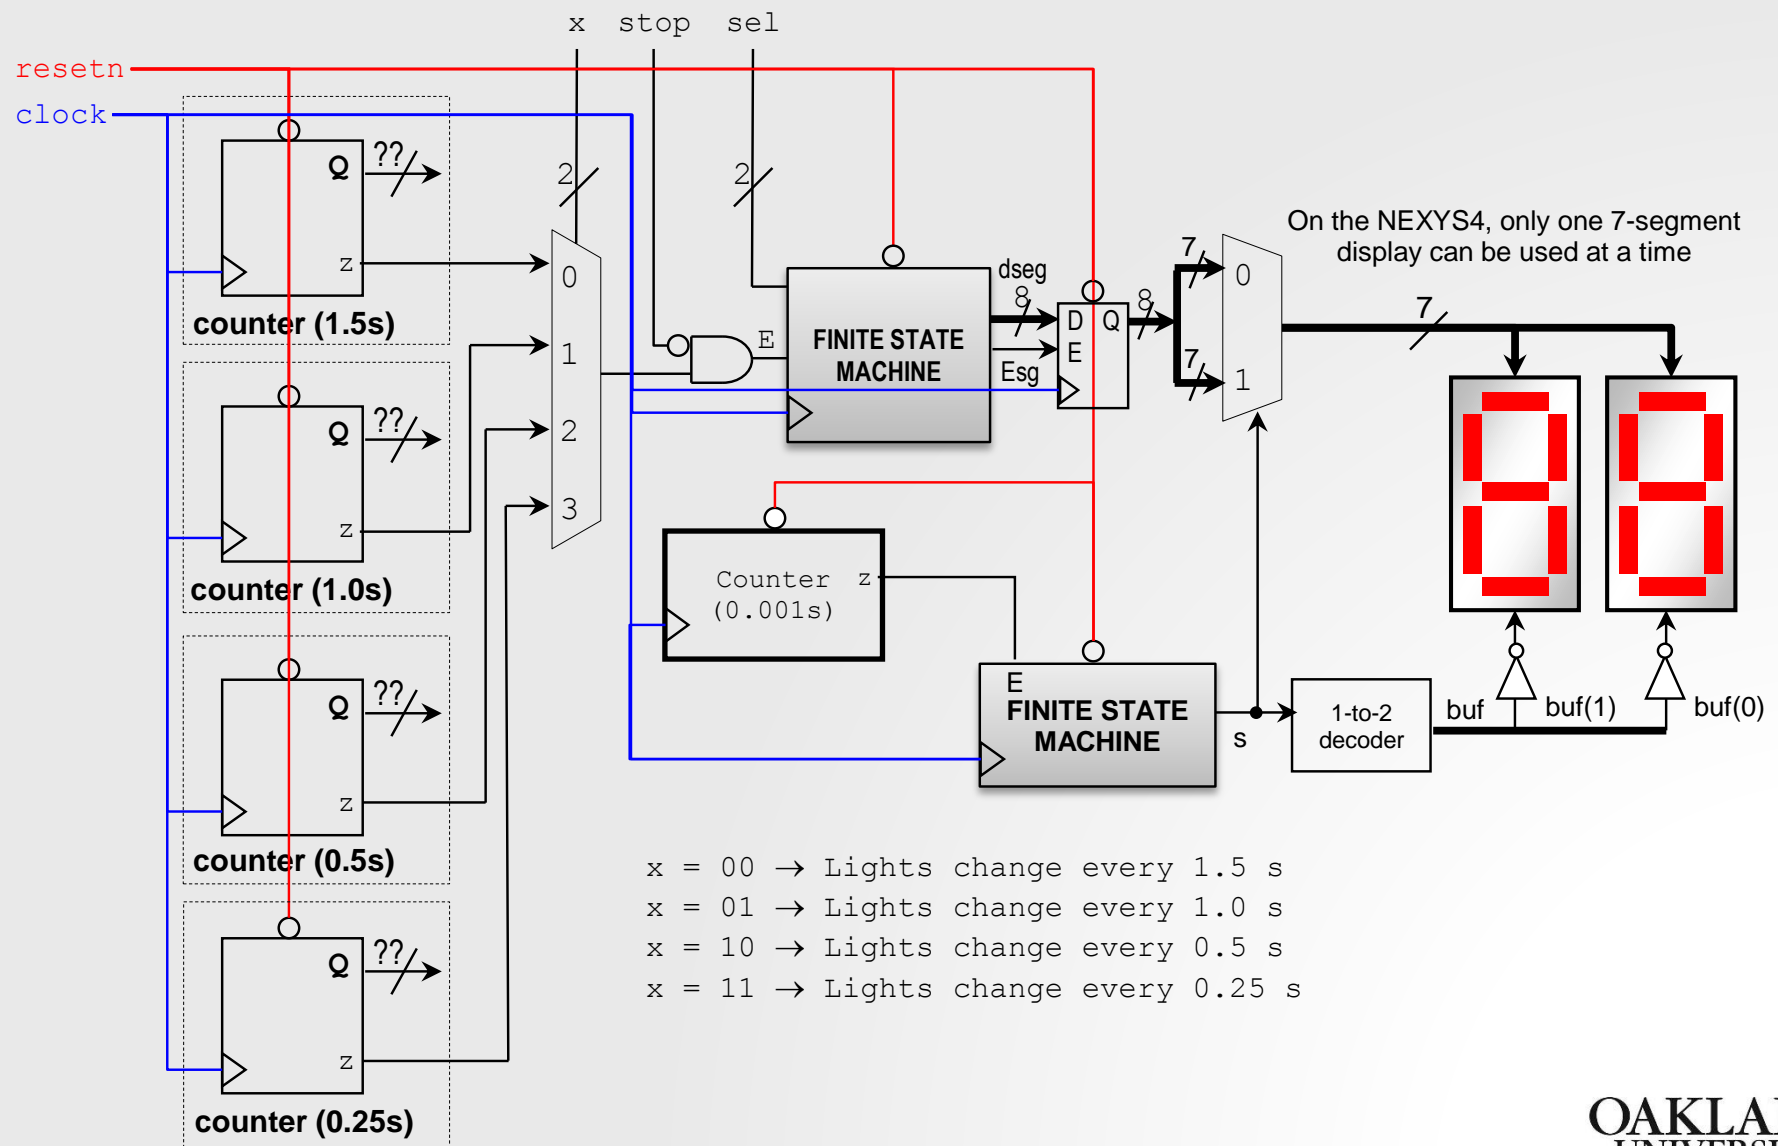 x stop sel
resetn
clock
Q ??
z
counter (1.5s)
Q ??
z
counter (1.0s)
Q ??
z
counter (0.5s)
Q ??
z
counter (0.25s)
2
0
1
2
3
2
E
FINITE STATE
MACHINE
dseg
8
Esg
D Q
E
8
7
7
0
1
On the NEXYS4, only one 7-segment
display can be used at a time
7
Counter z
(0.001s)
E
FINITE STATE
MACHINE
s
1-to-2
decoder
buf
buf(1)
buf(0)
x = 00 → Lights change every 1.5 s
x = 01 → Lights change every 1.0 s
x = 10 → Lights change every 0.5 s
x = 11 → Lights change every 0.25 s